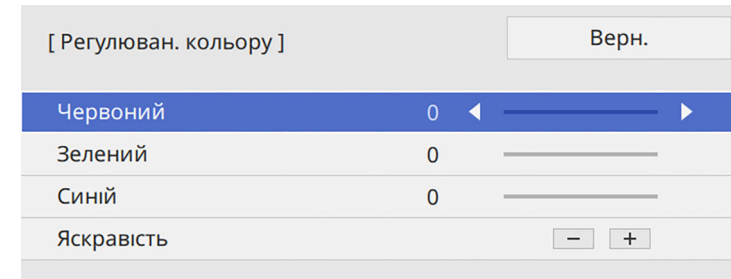 [ Регулюван. кольору ] Верн.
Червоний 0
Зелений 0
Синій 0
Яскравість − +